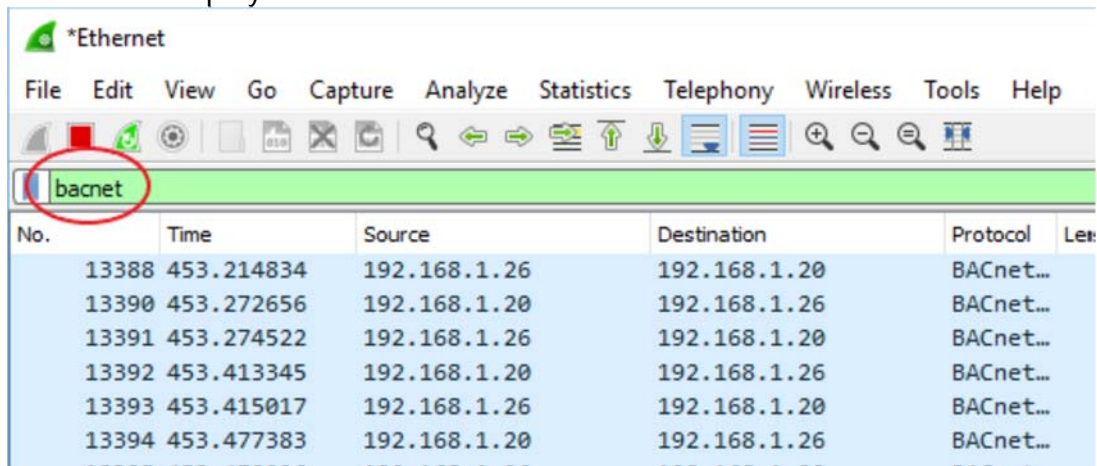 *Ethernet
File Edit View Go Capture Analyze Statistics Telephony Wireless Tools Help
bacnet
No. Time Source Destination Protocol
13388 453.214834 192.168.1.26 192.168.1.20 BACnet…
13390 453.272656 192.168.1.20 192.168.1.26 BACnet…
13391 453.274522 192.168.1.26 192.168.1.20 BACnet…
13392 453.413345 192.168.1.20 192.168.1.26 BACnet…
13393 453.415017 192.168.1.26 192.168.1.20 BACnet…
13394 453.477383 192.168.1.20 192.168.1.26 BACnet…